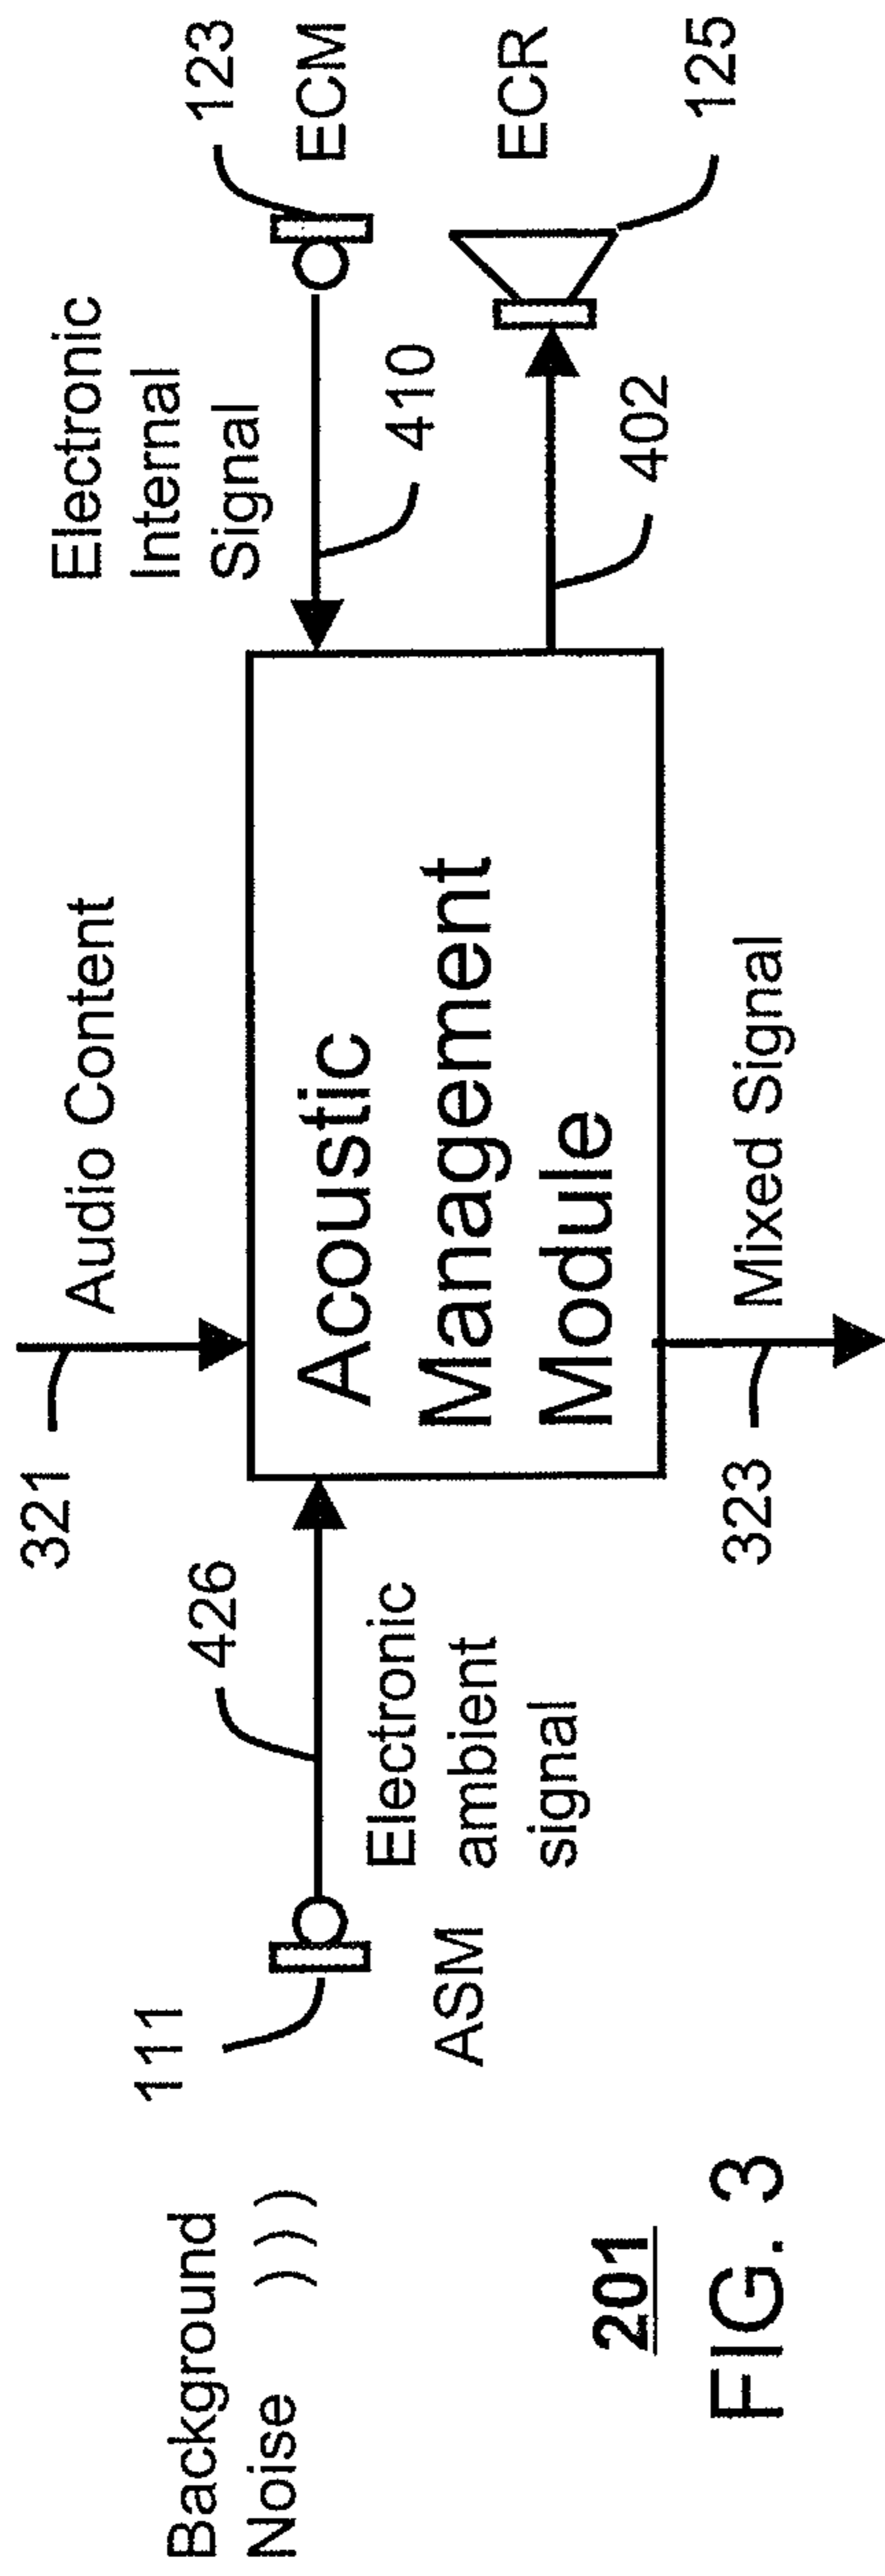 321
Audio Content
Electronic
Internal
Signal
123
ECM
410
Background
Noise
)))
111
ASM
426
Electronic
ambient
signal
Acoustic
Management
Module
ECR
402
125
323
Mixed Signal
201
FIG. 3